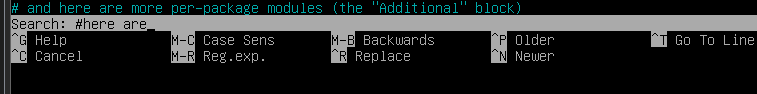 # and here are more per-package modules (the "Additional" block)
Search: #here are
^G Help M-C Case Sens M-B Backwards ^P Older ^T Go To Line
^C Cancel M-R Reg.exp. ^R Replace ^N Newer